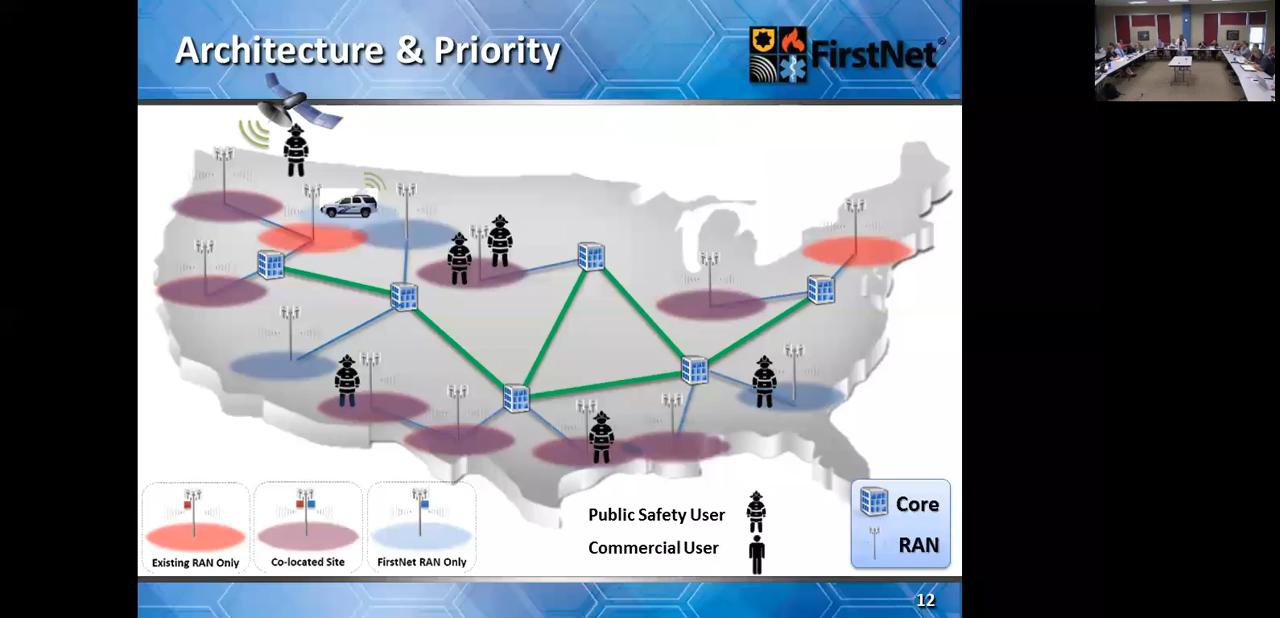 Architecture & Priority
FirstNet®
Existing RAN Only
Co-located Site
FirstNet RAN Only
Public Safety User
Commercial User
Core
RAN
12